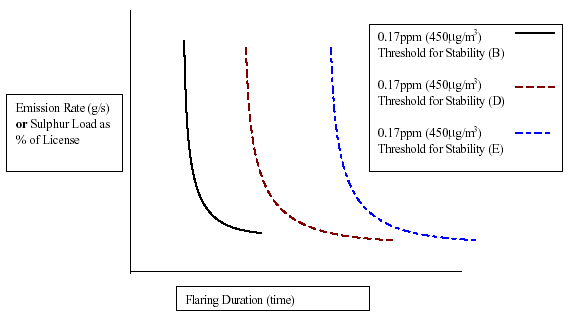 0.17ppm (450μg/m³)
Threshold for Stability (B)
0.17ppm (450μg/m³)
Threshold for Stability (D)
0.17ppm (450μg/m³)
Threshold for Stability (E)
Emission Rate (g/s)
or Sulphur Load as
% of License
Flaring Duration (time)